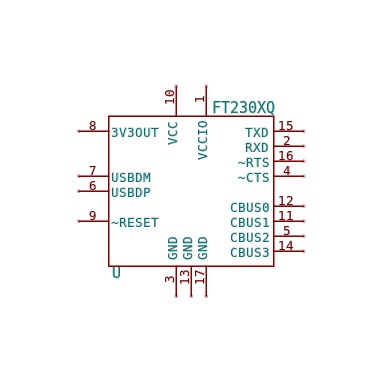 10
1
FT230XQ
VCC
VCCIO
8
3V3OUT
TXD
15
RXD
2
~RTS
16
7
USBDM
~CTS
4
6
USBDP
CBUS0
12
9
~RESET
CBUS1
11
CBUS2
5
CBUS3
14
GND
GND
GND
U
3
13
17